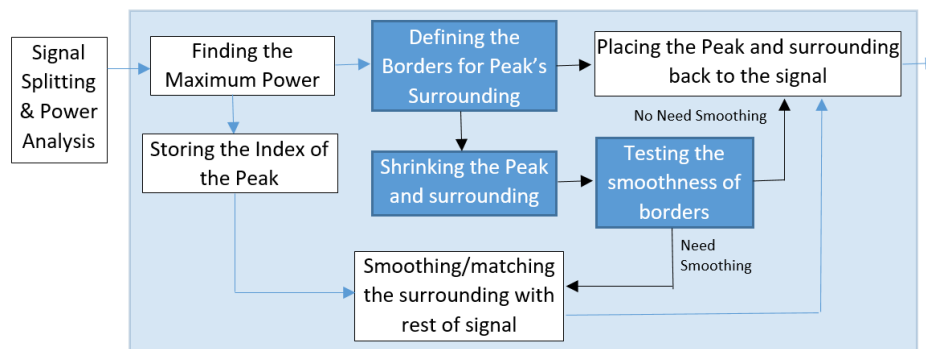 Signal
Splitting
& Power
Analysis
Finding the
Maximum Power
Defining the
Borders for Peak’s
Surrounding
Placing the Peak and surrounding
back to the signal
No Need Smoothing
Storing the Index of
the Peak
Shrinking the Peak
and surrounding
Testing the
smoothness of
borders
Need
Smoothing
Smoothing/matching
the surrounding with
rest of signal